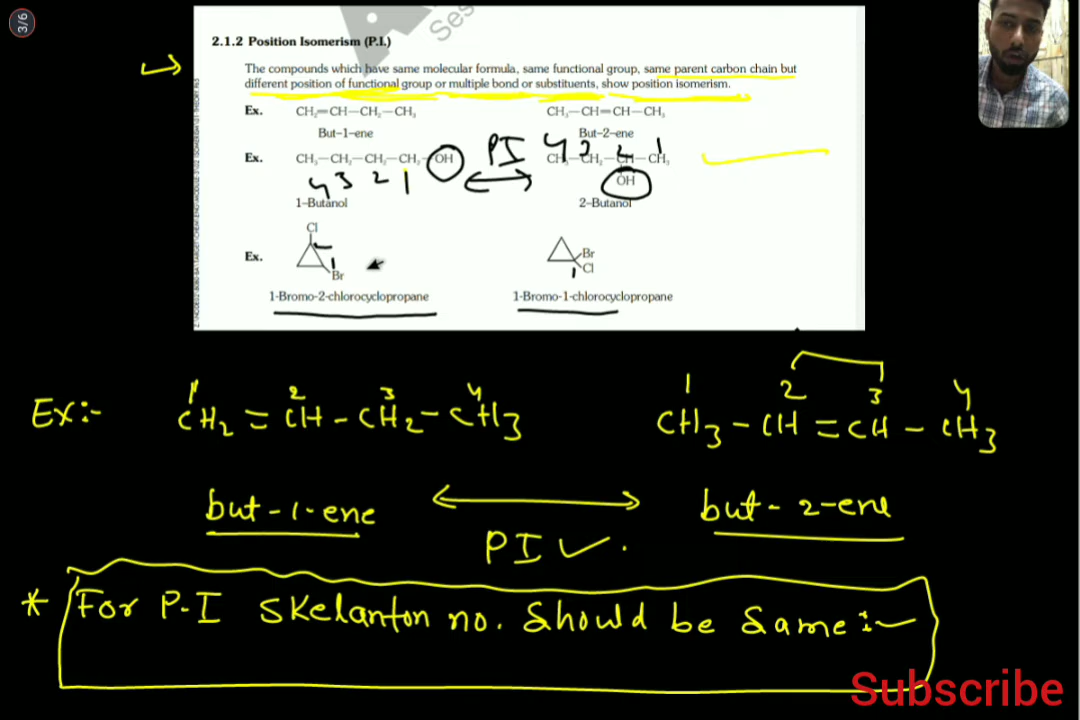 3/6
Ses
2.1.2 Position Isomerism (P.I.)
The compounds which have same molecular formula, same functional group, same parent carbon chain but
different position of functional group or multiple bond or substituents, show position isomerism.
Ex. CH₂=CH—CH₂—CH₃ CH₃—CH=CH—CH₃
But–1–ene But–2–ene
PI 4 3 2 1
Ex. CH₃—CH₂—CH₂—CH₂ OH CH₃—CH₂—CH—CH₃
4 3 2 1 OH
1–Butanol 2–Butanol
Cl
Ex. Br Br
Cl
1-Bromo-2-chlorocyclopropane 1-Bromo-1-chlorocyclopropane
1 2 3 4 1 2 3 4
Ex:- CH2 = CH - CH2 - CH3 CH3 - CH = CH - CH3
but-1-ene but-2-ene
PI
* For P-I Skelanton no. Should be Same :-
Subscribe